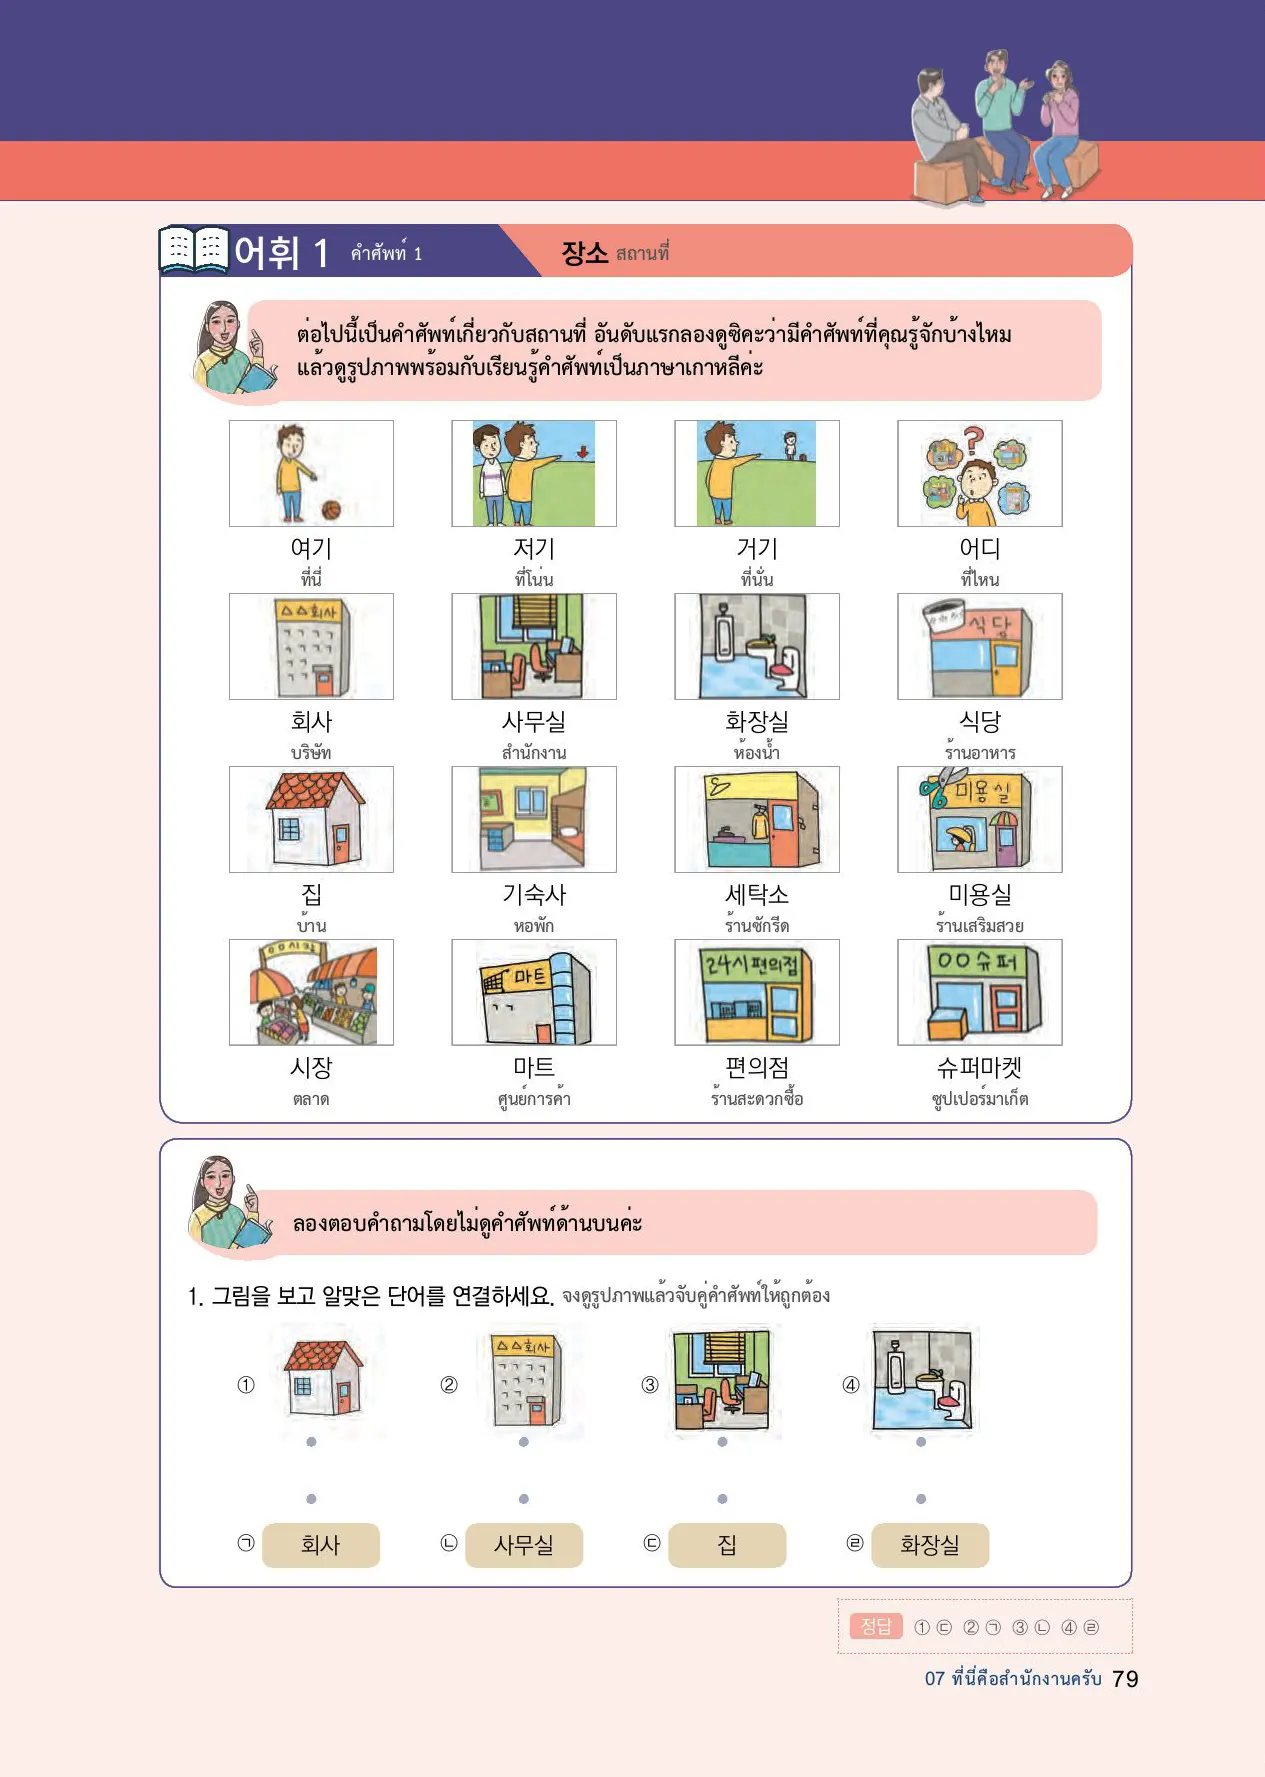 어휘 1 คำศัพท์ 1 장소 สถานที่
ต่อไปนี้เป็นคำศัพท์เกี่ยวกับสถานที่ อันดับแรกลองดูซิคะว่ามีคำศัพท์ที่คุณรู้จักบ้างไหม
แล้วดูรูปภาพพร้อมกับเรียนรู้คำศัพท์เป็นภาษาเกาหลีค่ะ
여기 저기 거기 어디
ที่นี่ ที่โน่น ที่นั่น ที่ไหน
△△회사 식당
회사 사무실 화장실 식당
บริษัท สำนักงาน ห้องน้ำ ร้านอาหาร
미용실
집 기숙사 세탁소 미용실
บ้าน หอพัก ร้านซักรีด ร้านเสริมสวย
○○시장 마트 24시편의점 ○○슈퍼
시장 마트 편의점 슈퍼마켓
ตลาด ศูนย์การค้า ร้านสะดวกซื้อ ซูปเปอร์มาเก็ต
ลองตอบคำถามโดยไม่ดูคำศัพท์ด้านบนค่ะ
1. 그림을 보고 알맞은 단어를 연결하세요. จงดูรูปภาพแล้วจับคู่คำศัพท์ให้ถูกต้อง
△△회사
① ② ③ ④
㉠ 회사 ㉡ 사무실 ㉢ 집 ㉣ 화장실
정답 ① ㉢ ② ㉠ ③ ㉡ ④ ㉣
07 ที่นี่คือสำนักงานครับ 79